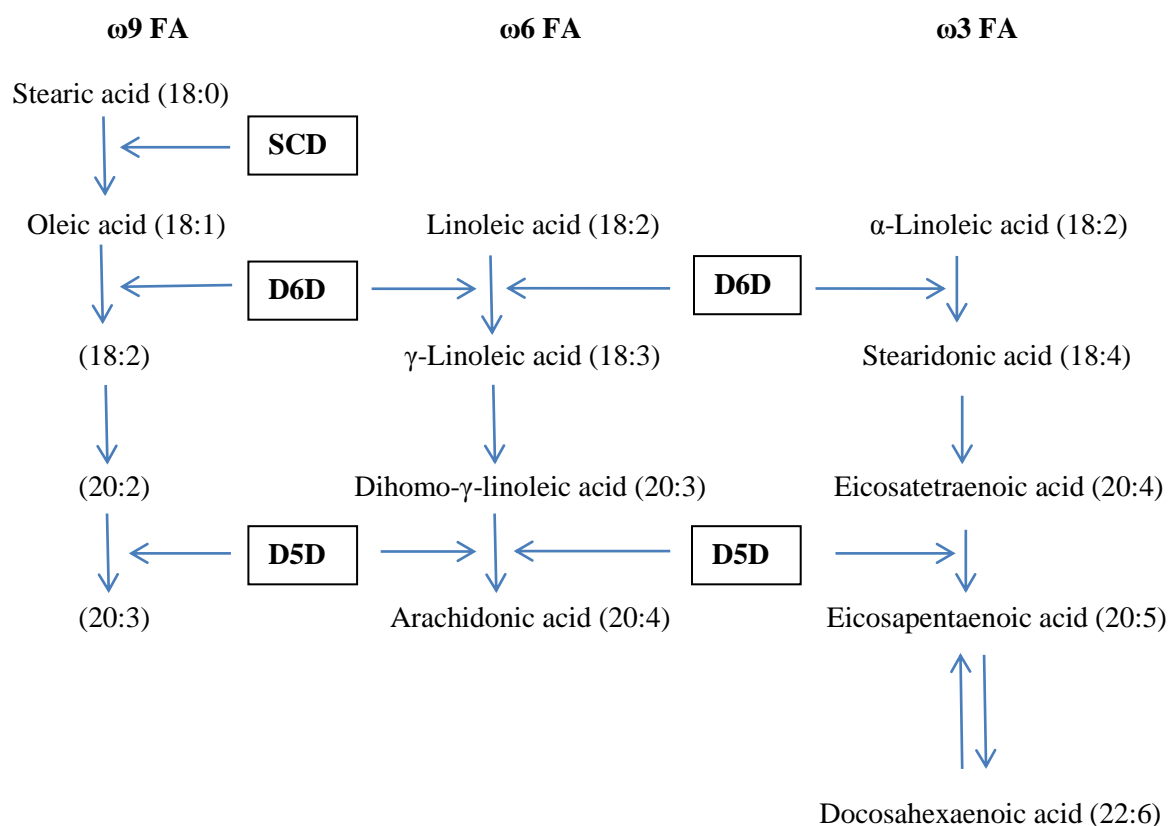 ω9 FA ω6 FA ω3 FA
Stearic acid (18:0)
SCD
Oleic acid (18:1) Linoleic acid (18:2) α-Linoleic acid (18:2)
D6D D6D
(18:2) γ-Linoleic acid (18:3) Stearidonic acid (18:4)
(20:2) Dihomo-γ-linoleic acid (20:3) Eicosatetraenoic acid (20:4)
D5D D5D
(20:3) Arachidonic acid (20:4) Eicosapentaenoic acid (20:5)
Docosahexaenoic acid (22:6)